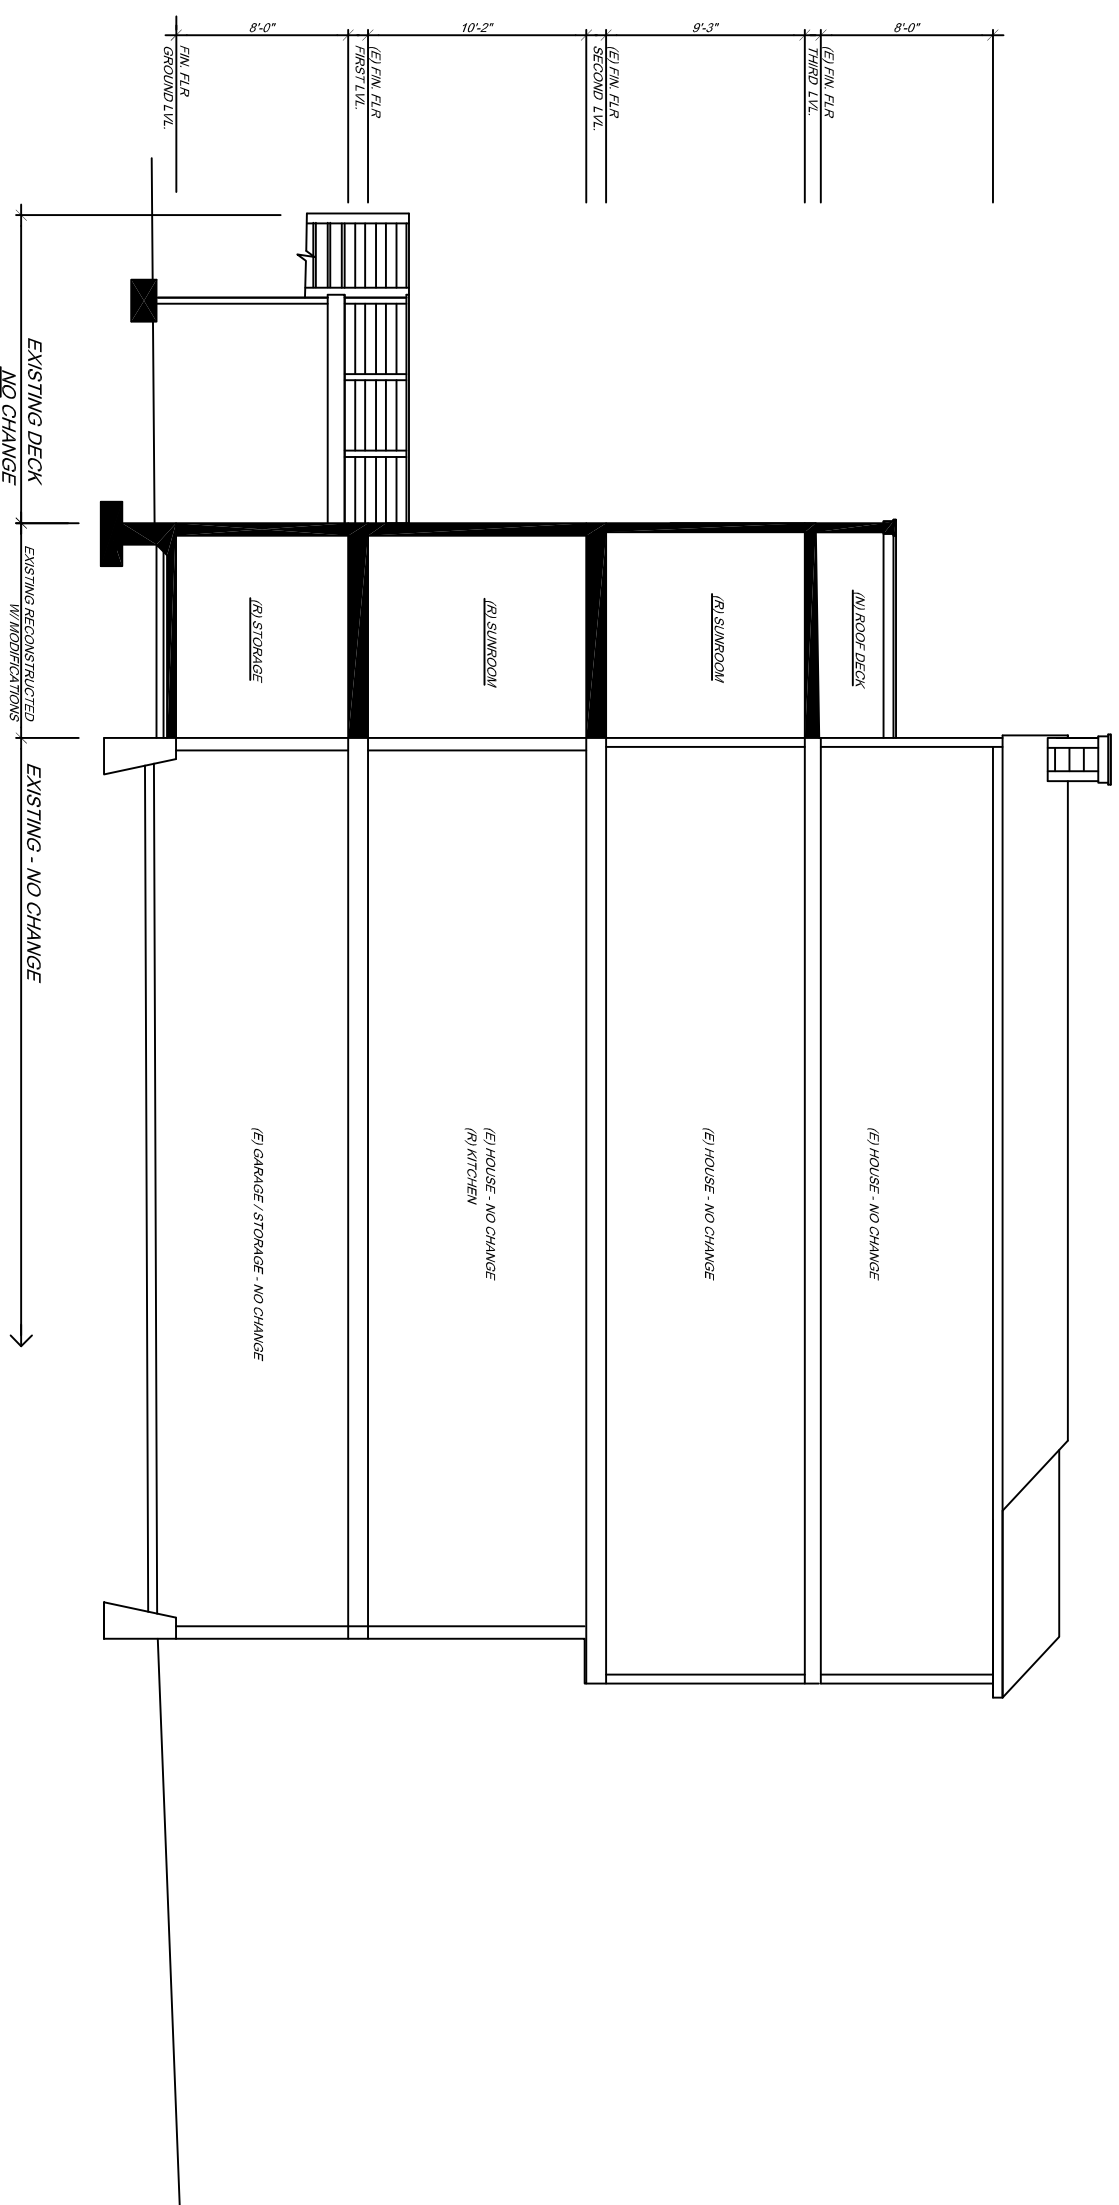 8'-0"
(E) FIN. FLR
THIRD LVL.
9'-3"
(E) FIN. FLR
SECOND LVL.
10'-2"
(E) FIN. FLR
FIRST LVL.
8'-0"
FIN. FLR
GROUND LVL.
(N) ROOF DECK
(R) SUNROOM
(R) SUNROOM
(R) STORAGE
(E) HOUSE - NO CHANGE
(E) HOUSE - NO CHANGE
(E) HOUSE - NO CHANGE
(R) KITCHEN
(E) GARAGE / STORAGE - NO CHANGE
EXISTING DECK
NO CHANGE
EXISTING RECONSTRUCTED
W/ MODIFICATIONS
EXISTING - NO CHANGE